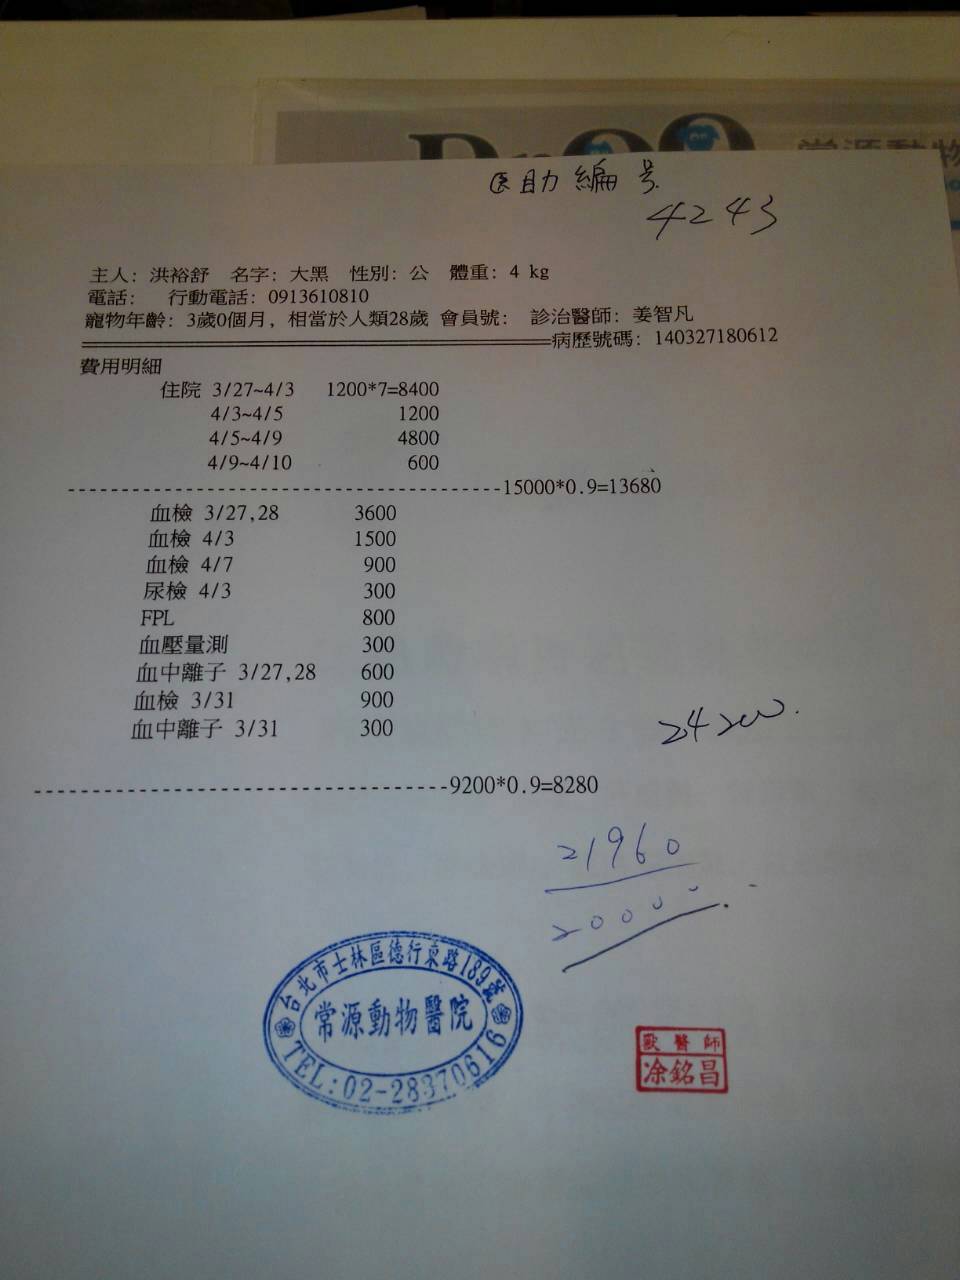 常源動物
医助編号
4243
主人: 洪裕舒 名字: 大黑 性別: 公 體重: 4 kg
電話: 行動電話: 0913610810
寵物年齡: 3歲0個月, 相當於人類28歲 會員號: 診治醫師: 姜智凡
病歷號碼: 140327180612
費用明細
住院 3/27~4/3 1200*7=8400
4/3~4/5 1200
4/5~4/9 4800
4/9~4/10 600
15000*0.9=13680
血檢 3/27,28 3600
血檢 4/3 1500
血檢 4/7 900
尿檢 4/3 300
FPL 800
血壓量測 300
血中離子 3/27,28 600
血檢 3/31 900
血中離子 3/31 300
24200.
9200*0.9=8280
21960
20000
台北市士林區德行東路189號
常源動物醫院
TEL:02-28370616
獸醫師
涂銘昌